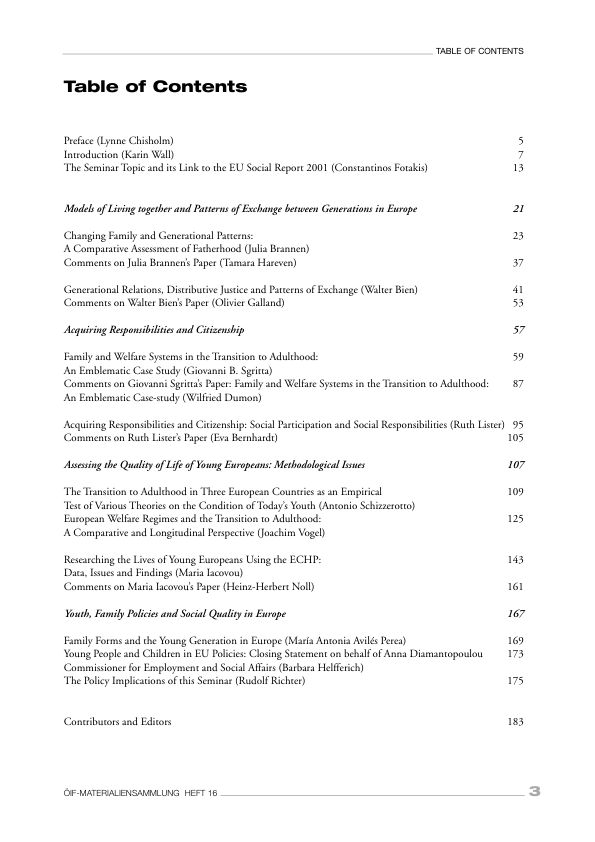 TABLE OF CONTENTS
Table of Contents
Preface (Lynne Chisholm) 5
Introduction (Karin Wall) 7
The Seminar Topic and its Link to the EU Social Report 2001 (Constantinos Fotakis) 13
Models of Living together and Patterns of Exchange between Generations in Europe 21
Changing Family and Generational Patterns: 23
A Comparative Assessment of Fatherhood (Julia Brannen)
Comments on Julia Brannen's Paper (Tamara Hareven) 37
Generational Relations, Distributive Justice and Patterns of Exchange (Walter Bien) 41
Comments on Walter Bien's Paper (Olivier Galland) 53
Acquiring Responsibilities and Citizenship 57
Family and Welfare Systems in the Transition to Adulthood: 59
An Emblematic Case Study (Giovanni B. Sgritta)
Comments on Giovanni Sgritta's Paper: Family and Welfare Systems in the Transition to Adulthood: 87
An Emblematic Case-study (Wilfried Dumon)
Acquiring Responsibilities and Citizenship: Social Participation and Social Responsibilities (Ruth Lister) 95
Comments on Ruth Lister's Paper (Eva Bernhardt) 105
Assessing the Quality of Life of Young Europeans: Methodological Issues 107
The Transition to Adulthood in Three European Countries as an Empirical 109
Test of Various Theories on the Condition of Today's Youth (Antonio Schizzerotto)
European Welfare Regimes and the Transition to Adulthood: 125
A Comparative and Longitudinal Perspective (Joachim Vogel)
Researching the Lives of Young Europeans Using the ECHP: 143
Data, Issues and Findings (Maria Iacovou)
Comments on Maria Iacovou's Paper (Heinz-Herbert Noll) 161
Youth, Family Policies and Social Quality in Europe 167
Family Forms and the Young Generation in Europe (María Antonia Avilés Perea) 169
Young People and Children in EU Policies: Closing Statement on behalf of Anna Diamantopoulou 173
Commissioner for Employment and Social Affairs (Barbara Helfferich)
The Policy Implications of this Seminar (Rudolf Richter) 175
Contributors and Editors 183
ÖIF-MATERIALIENSAMMLUNG HEFT 16 3